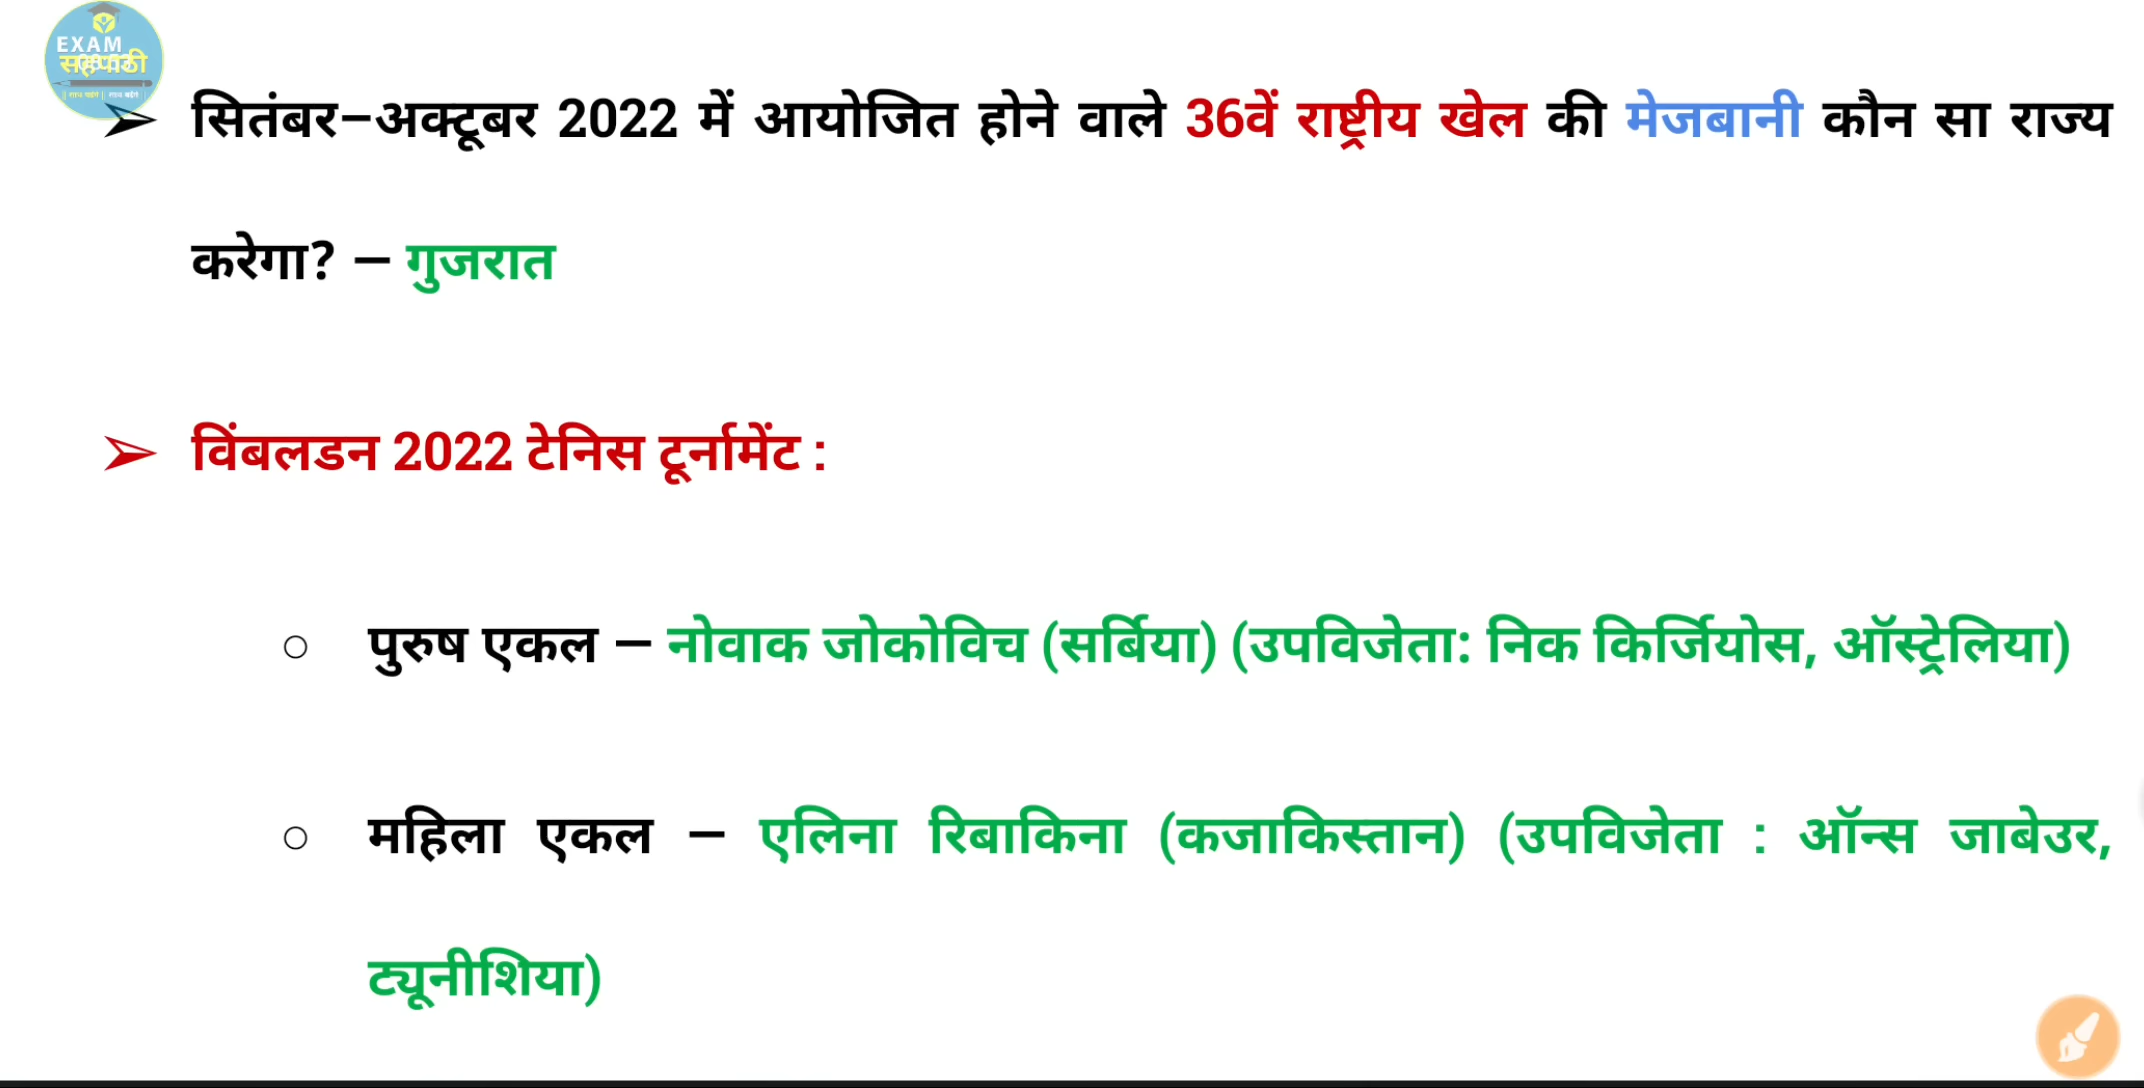 EXAM
सहपाठी
सितंबर–अक्टूबर 2022 में आयोजित होने वाले 36वें राष्ट्रीय खेल की मेजबानी कौन सा राज्य
करेगा? – गुजरात
विंबलडन 2022 टेनिस टूर्नामेंट :
पुरुष एकल – नोवाक जोकोविच (सर्बिया) (उपविजेता: निक किर्जियोस, ऑस्ट्रेलिया)
महिला एकल – एलिना रिबाकिना (कजाकिस्तान) (उपविजेता : ऑन्स जाबेउर,
ट्यूनीशिया)